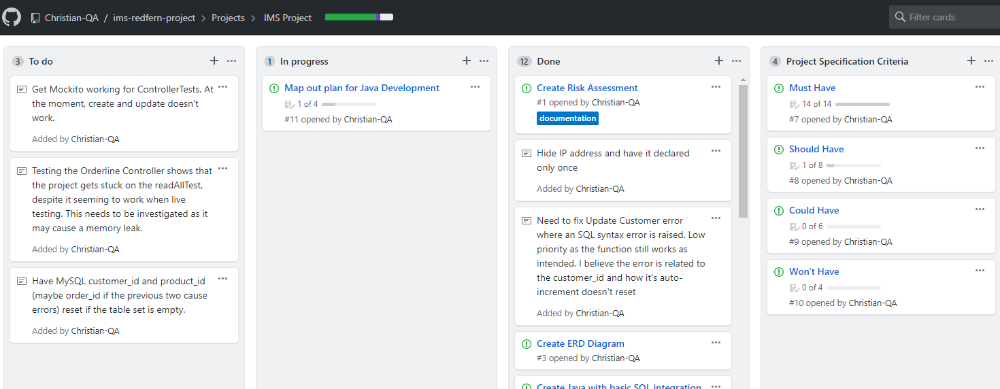 Christian-QA / ims-redfern-project > Projects > IMS Project
Filter cards
3 To do
Get Mockito working for ControllerTests. At
the moment, create and update doesn't
work.
Added by Christian-QA
Testing the Orderline Controller shows that
the project gets stuck on the readAllTest,
despite it seeming to work when live
testing. This needs to be investigated as it
may cause a memory leak.
Added by Christian-QA
Have MySQL customer_id and product_id
(maybe order_id if the previous two cause
errors) reset if the table set is empty.
Added by Christian-QA
1 In progress
Map out plan for Java Development
1 of 4
#11 opened by Christian-QA
12 Done
Create Risk Assessment
#1 opened by Christian-QA
documentation
Hide IP address and have it declared
only once
Added by Christian-QA
Need to fix Update Customer error
where an SQL syntax error is raised. Low
priority as the function still works as
intended. I believe the error is related to
the customer_id and how it's auto-
increment doesn't reset
Added by Christian-QA
Create ERD Diagram
#3 opened by Christian-QA
Create Java with basic SQL integration
4 Project Specification Criteria
Must Have
14 of 14
#7 opened by Christian-QA
Should Have
1 of 8
#8 opened by Christian-QA
Could Have
0 of 6
#9 opened by Christian-QA
Won't Have
0 of 4
#10 opened by Christian-QA